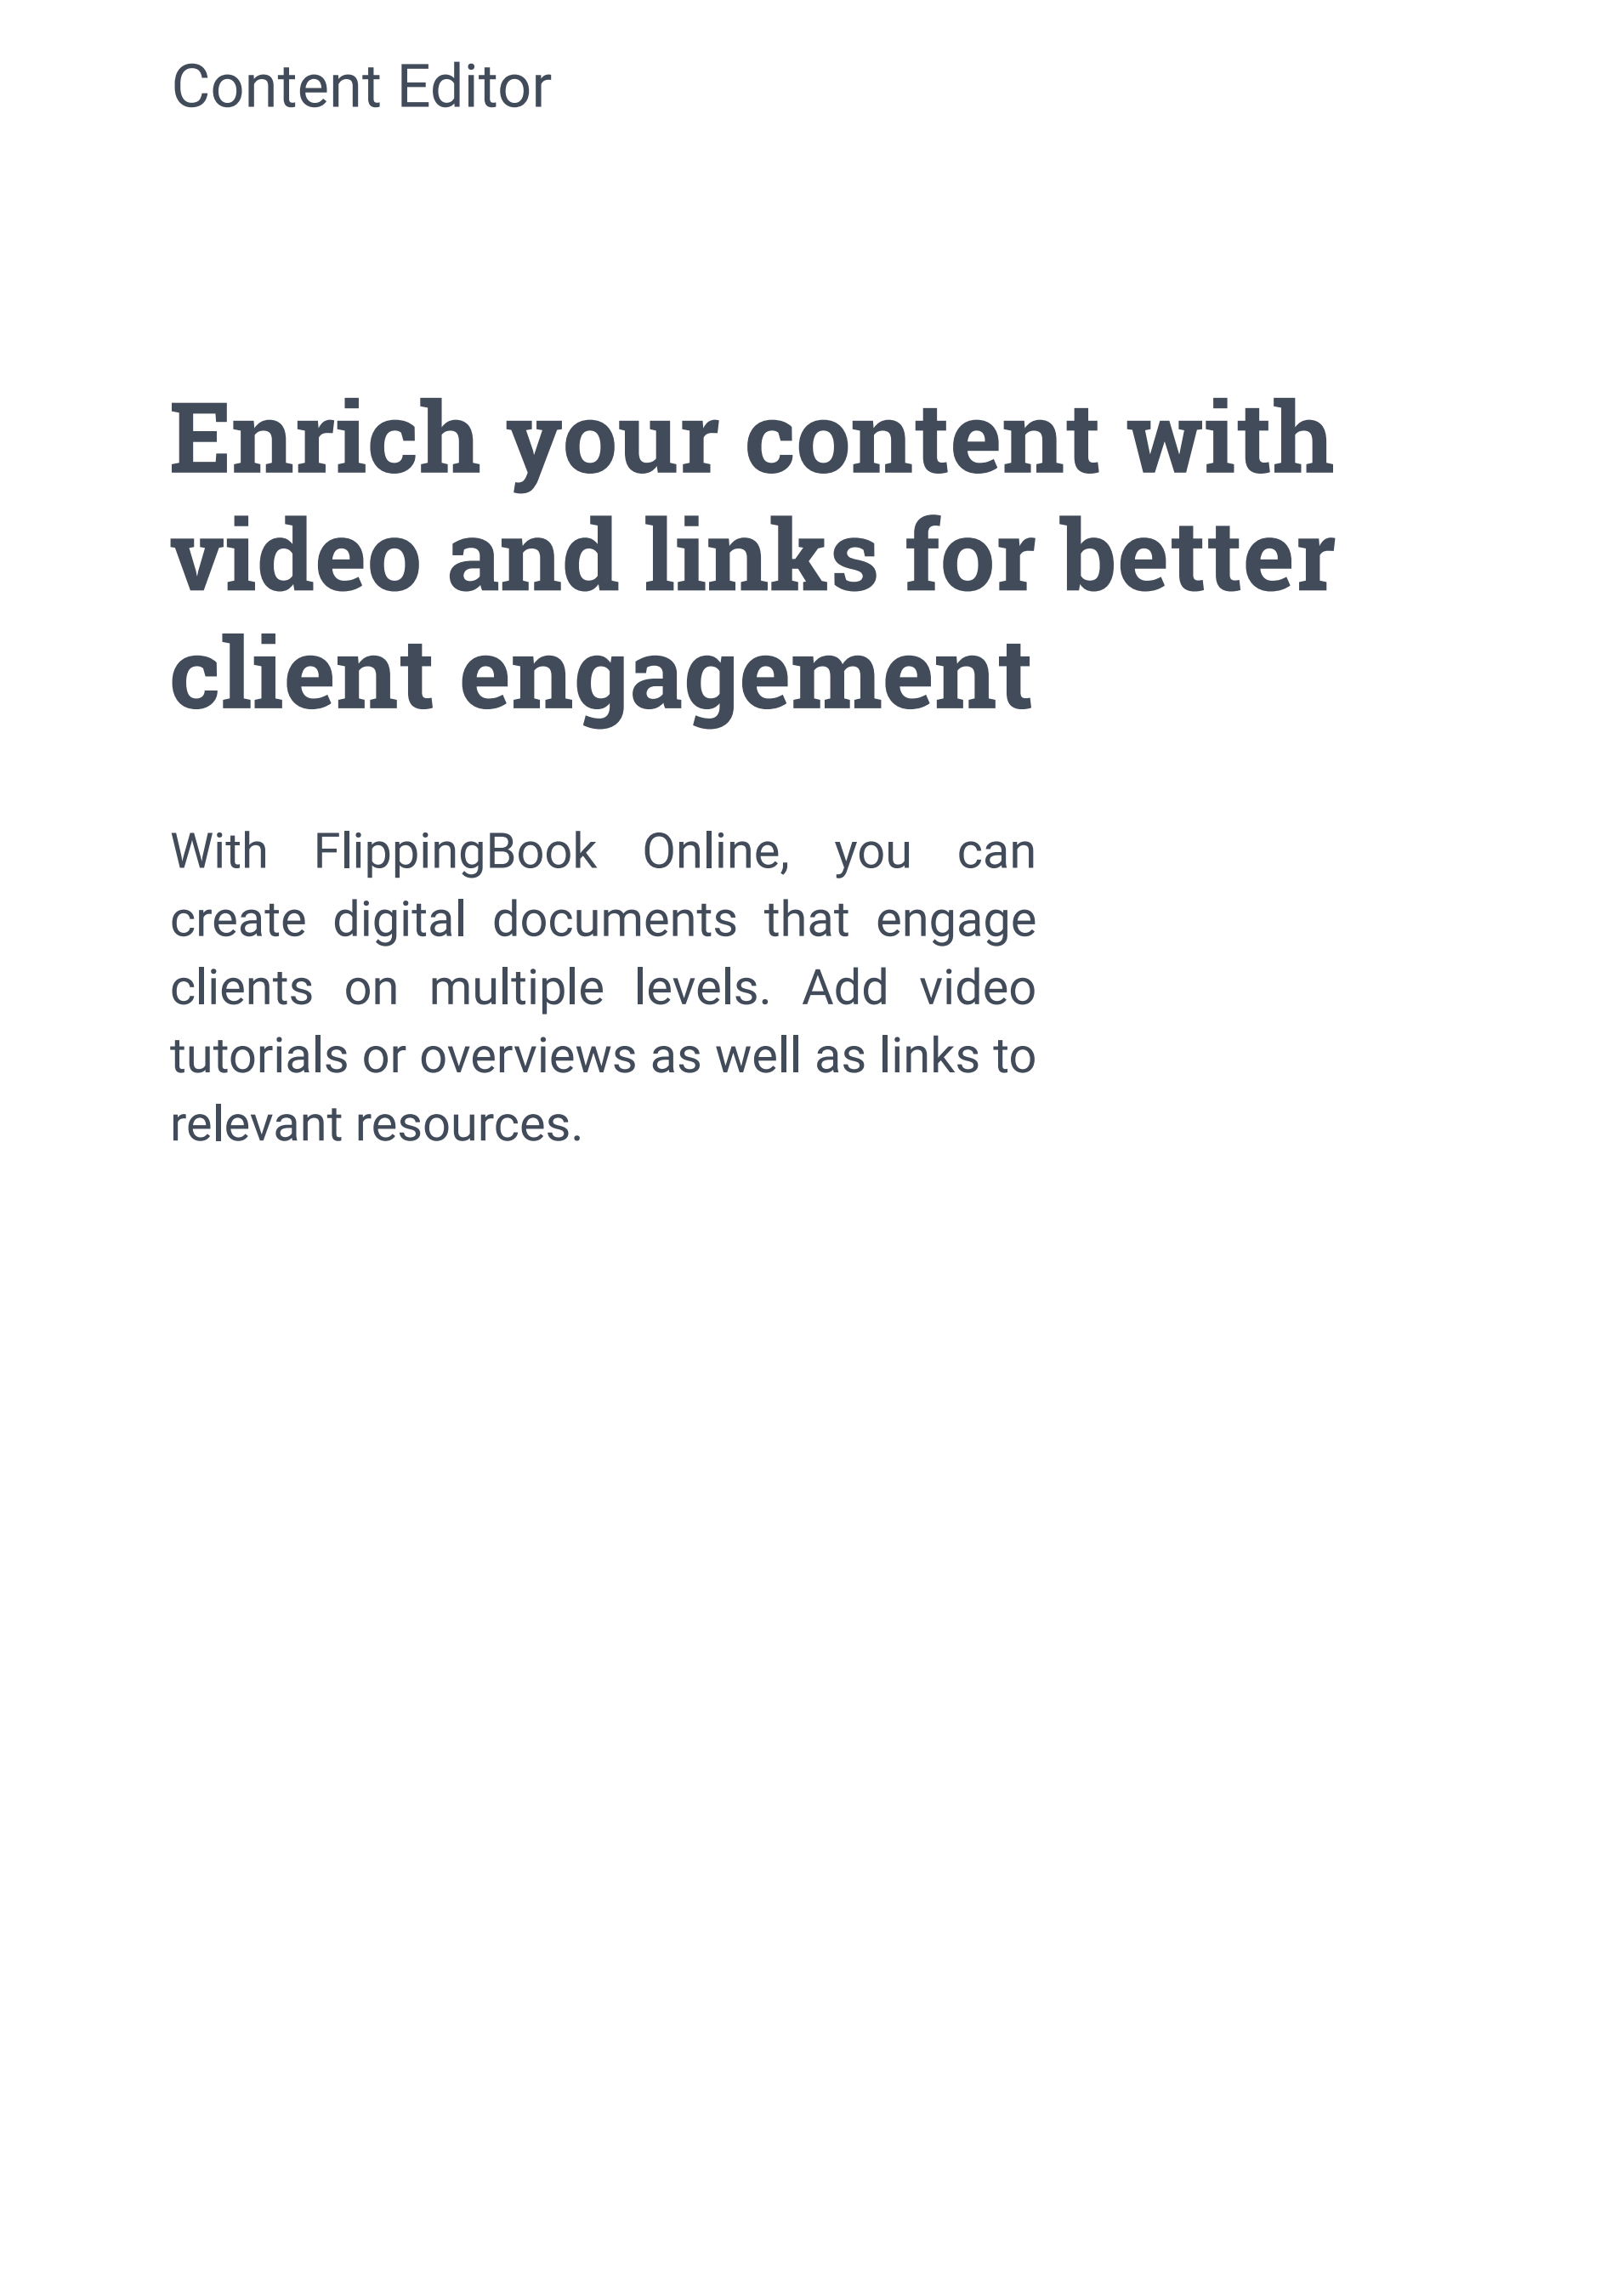 Content Editor
Enrich your content with
video and links for better
client engagement
With FlippingBook Online, you can
create digital documents that engage
clients on multiple levels. Add video
tutorials or overviews as well as links to
relevant resources.